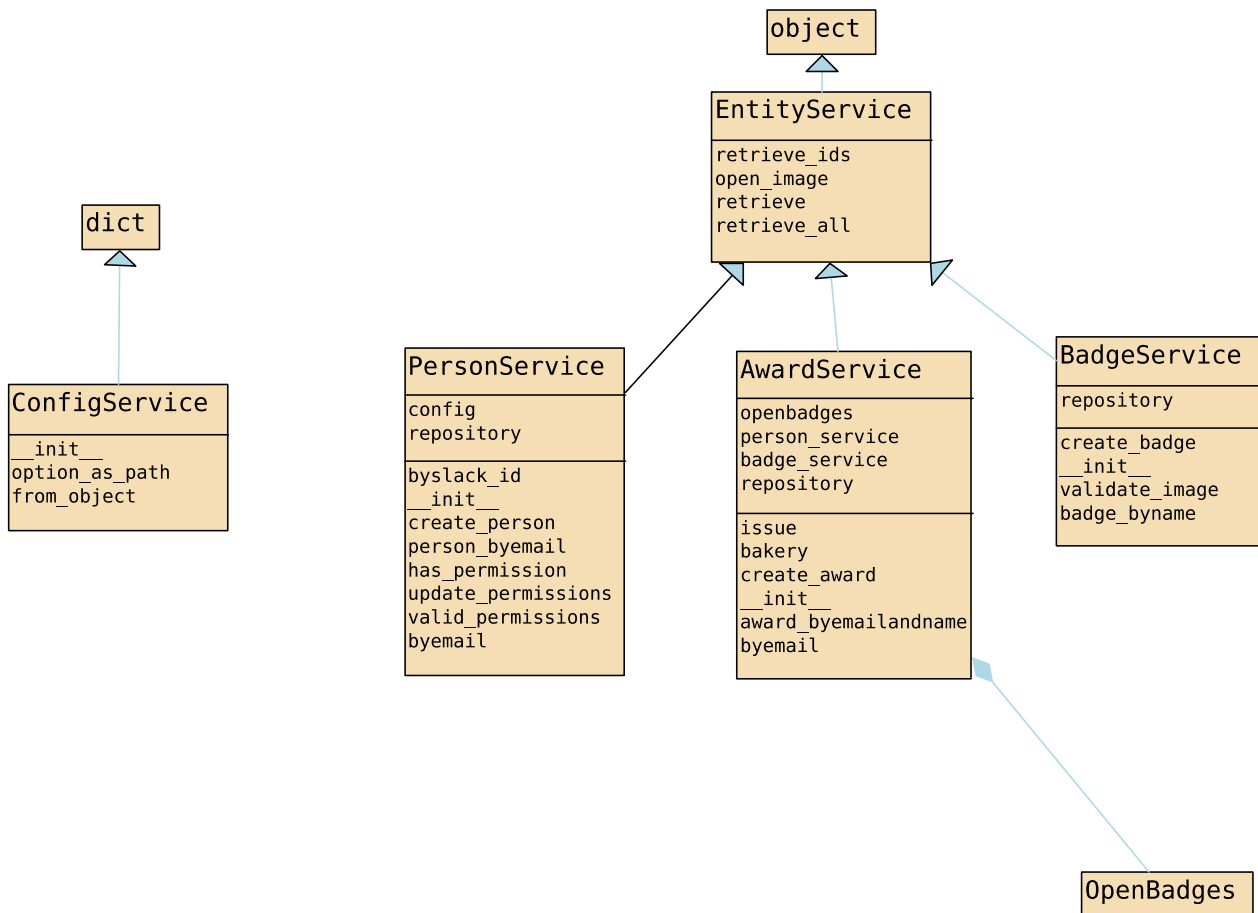 object
EntityService
retrieve_ids
open_image
retrieve
retrieve_all
dict
ConfigService
__init__
option_as_path
from_object
PersonService
config
repository
byslack_id
__init__
create_person
person_byemail
has_permission
update_permissions
valid_permissions
byemail
AwardService
openbadges
person_service
badge_service
repository
issue
bakery
create_award
__init__
award_byemailandname
byemail
BadgeService
repository
create_badge
__init__
validate_image
badge_byname
OpenBadges